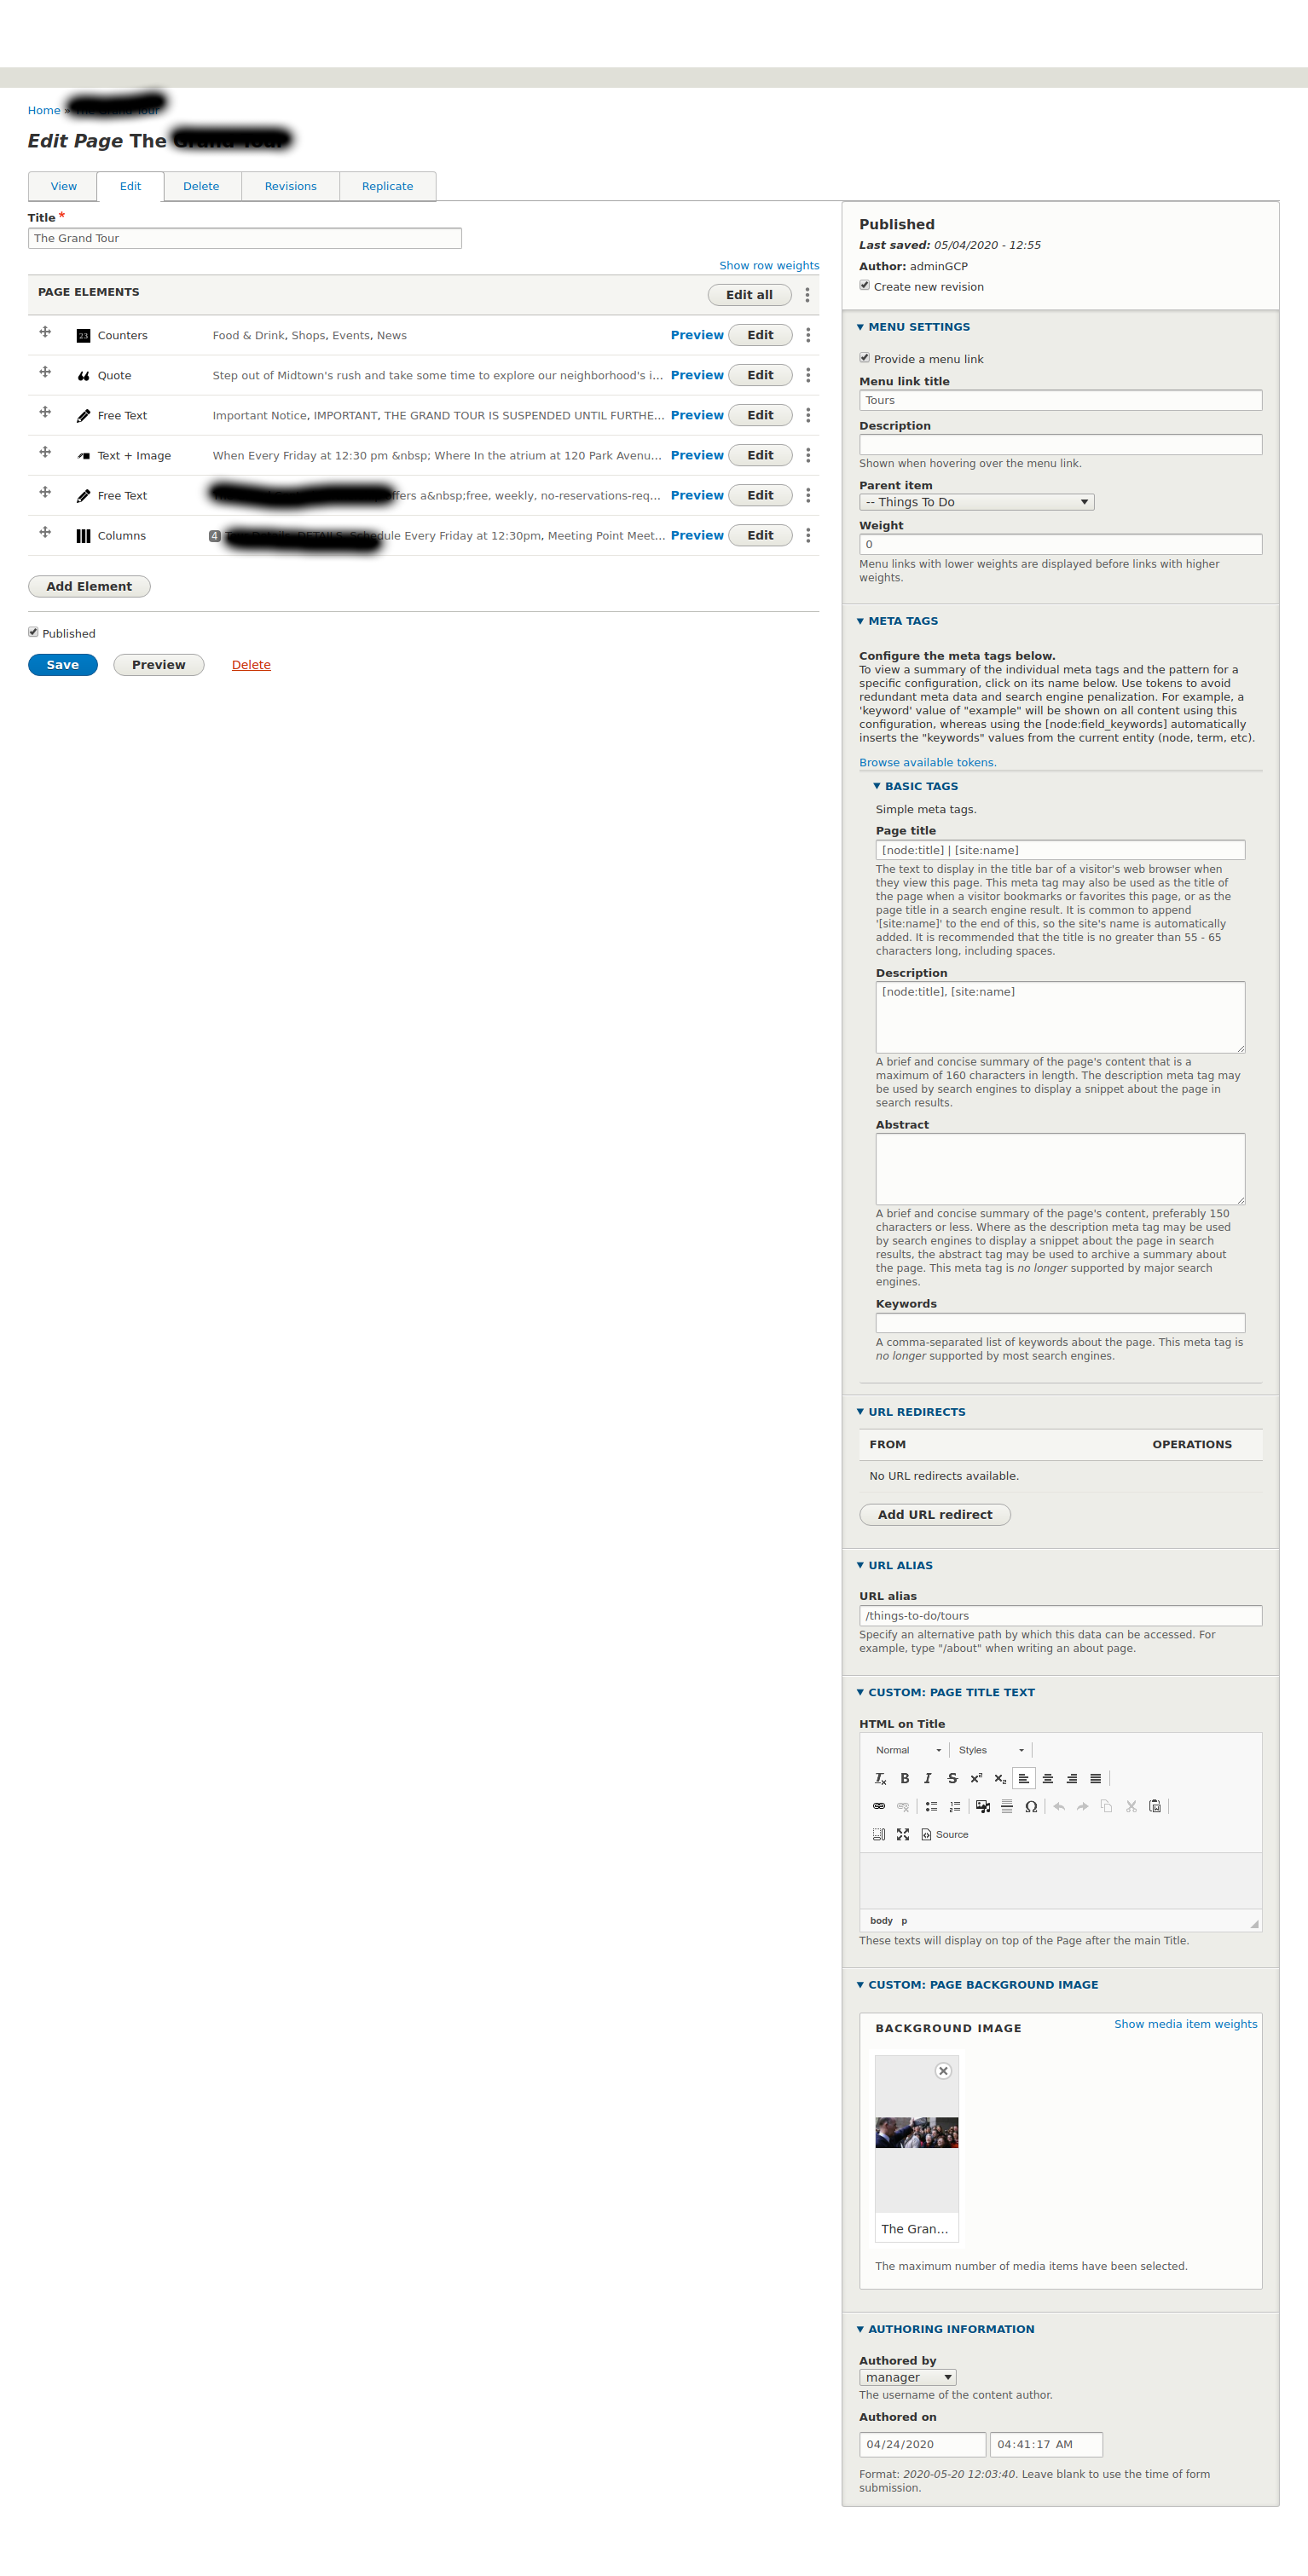 Home »
Edit Page The
View
Edit
Delete
Revisions
Replicate
Title *
The Grand Tour
Show row weights
PAGE ELEMENTS
Edit all
23 Counters Food & Drink, Shops, Events, News Preview Edit
Quote Step out of Midtown's rush and take some time to explore our neighborhood's i... Preview Edit
Free Text Important Notice, IMPORTANT, THE GRAND TOUR IS SUSPENDED UNTIL FURTHE... Preview Edit
Text + Image When Every Friday at 12:30 pm &nbsp; Where In the atrium at 120 Park Avenu... Preview Edit
Free Text ffers a&nbsp;free, weekly, no-reservations-req... Preview Edit
Columns 4 Schedule Every Friday at 12:30pm, Meeting Point Meet... Preview Edit
Add Element
Published
Save
Preview
Delete
Published
Last saved: 05/04/2020 - 12:55
Author: adminGCP
Create new revision
MENU SETTINGS
Provide a menu link
Menu link title
Tours
Description
Shown when hovering over the menu link.
Parent item
-- Things To Do
Weight
0
Menu links with lower weights are displayed before links with higher
weights.
META TAGS
Configure the meta tags below.
To view a summary of the individual meta tags and the pattern for a
specific configuration, click on its name below. Use tokens to avoid
redundant meta data and search engine penalization. For example, a
'keyword' value of "example" will be shown on all content using this
configuration, whereas using the [node:field_keywords] automatically
inserts the "keywords" values from the current entity (node, term, etc).
Browse available tokens.
BASIC TAGS
Simple meta tags.
Page title
[node:title] | [site:name]
The text to display in the title bar of a visitor's web browser when
they view this page. This meta tag may also be used as the title of
the page when a visitor bookmarks or favorites this page, or as the
page title in a search engine result. It is common to append
'[site:name]' to the end of this, so the site's name is automatically
added. It is recommended that the title is no greater than 55 - 65
characters long, including spaces.
Description
[node:title], [site:name]
A brief and concise summary of the page's content that is a
maximum of 160 characters in length. The description meta tag may
be used by search engines to display a snippet about the page in
search results.
Abstract
A brief and concise summary of the page's content, preferably 150
characters or less. Where as the description meta tag may be used
by search engines to display a snippet about the page in search
results, the abstract tag may be used to archive a summary about
the page. This meta tag is no longer supported by major search
engines.
Keywords
A comma-separated list of keywords about the page. This meta tag is
no longer supported by most search engines.
URL REDIRECTS
FROM OPERATIONS
No URL redirects available.
Add URL redirect
URL ALIAS
URL alias
/things-to-do/tours
Specify an alternative path by which this data can be accessed. For
example, type "/about" when writing an about page.
CUSTOM: PAGE TITLE TEXT
HTML on Title
Normal Styles
Source
body p
These texts will display on top of the Page after the main Title.
CUSTOM: PAGE BACKGROUND IMAGE
BACKGROUND IMAGE
Show media item weights
The Gran...
The maximum number of media items have been selected.
AUTHORING INFORMATION
Authored by
manager
The username of the content author.
Authored on
04/24/2020 04:41:17 AM
Format: 2020-05-20 12:03:40. Leave blank to use the time of form
submission.